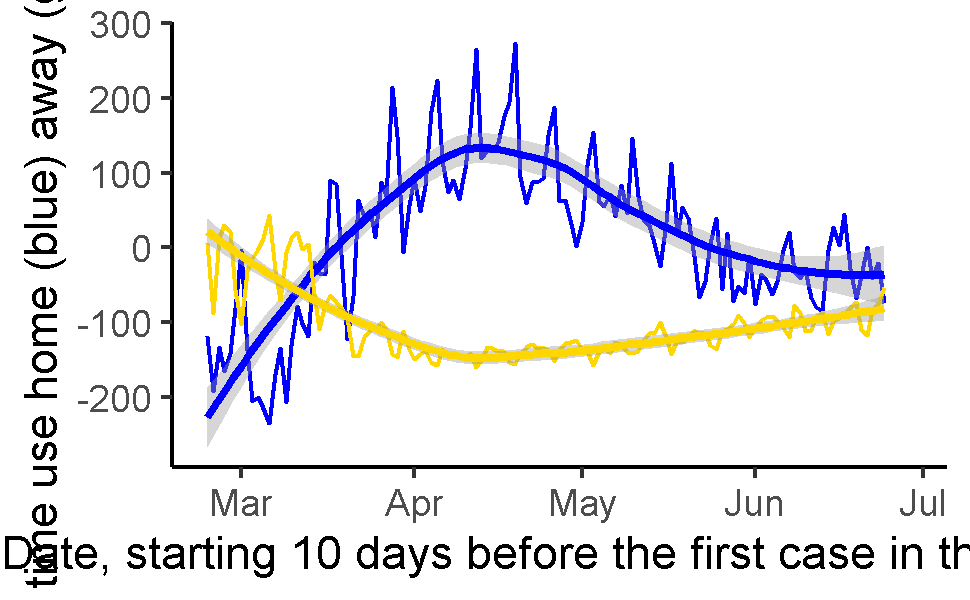 time use home (blue) away (
300
200
100
0
-100
-200
Mar
Apr
May
Jun
Jul
Date, starting 10 days before the first case in th